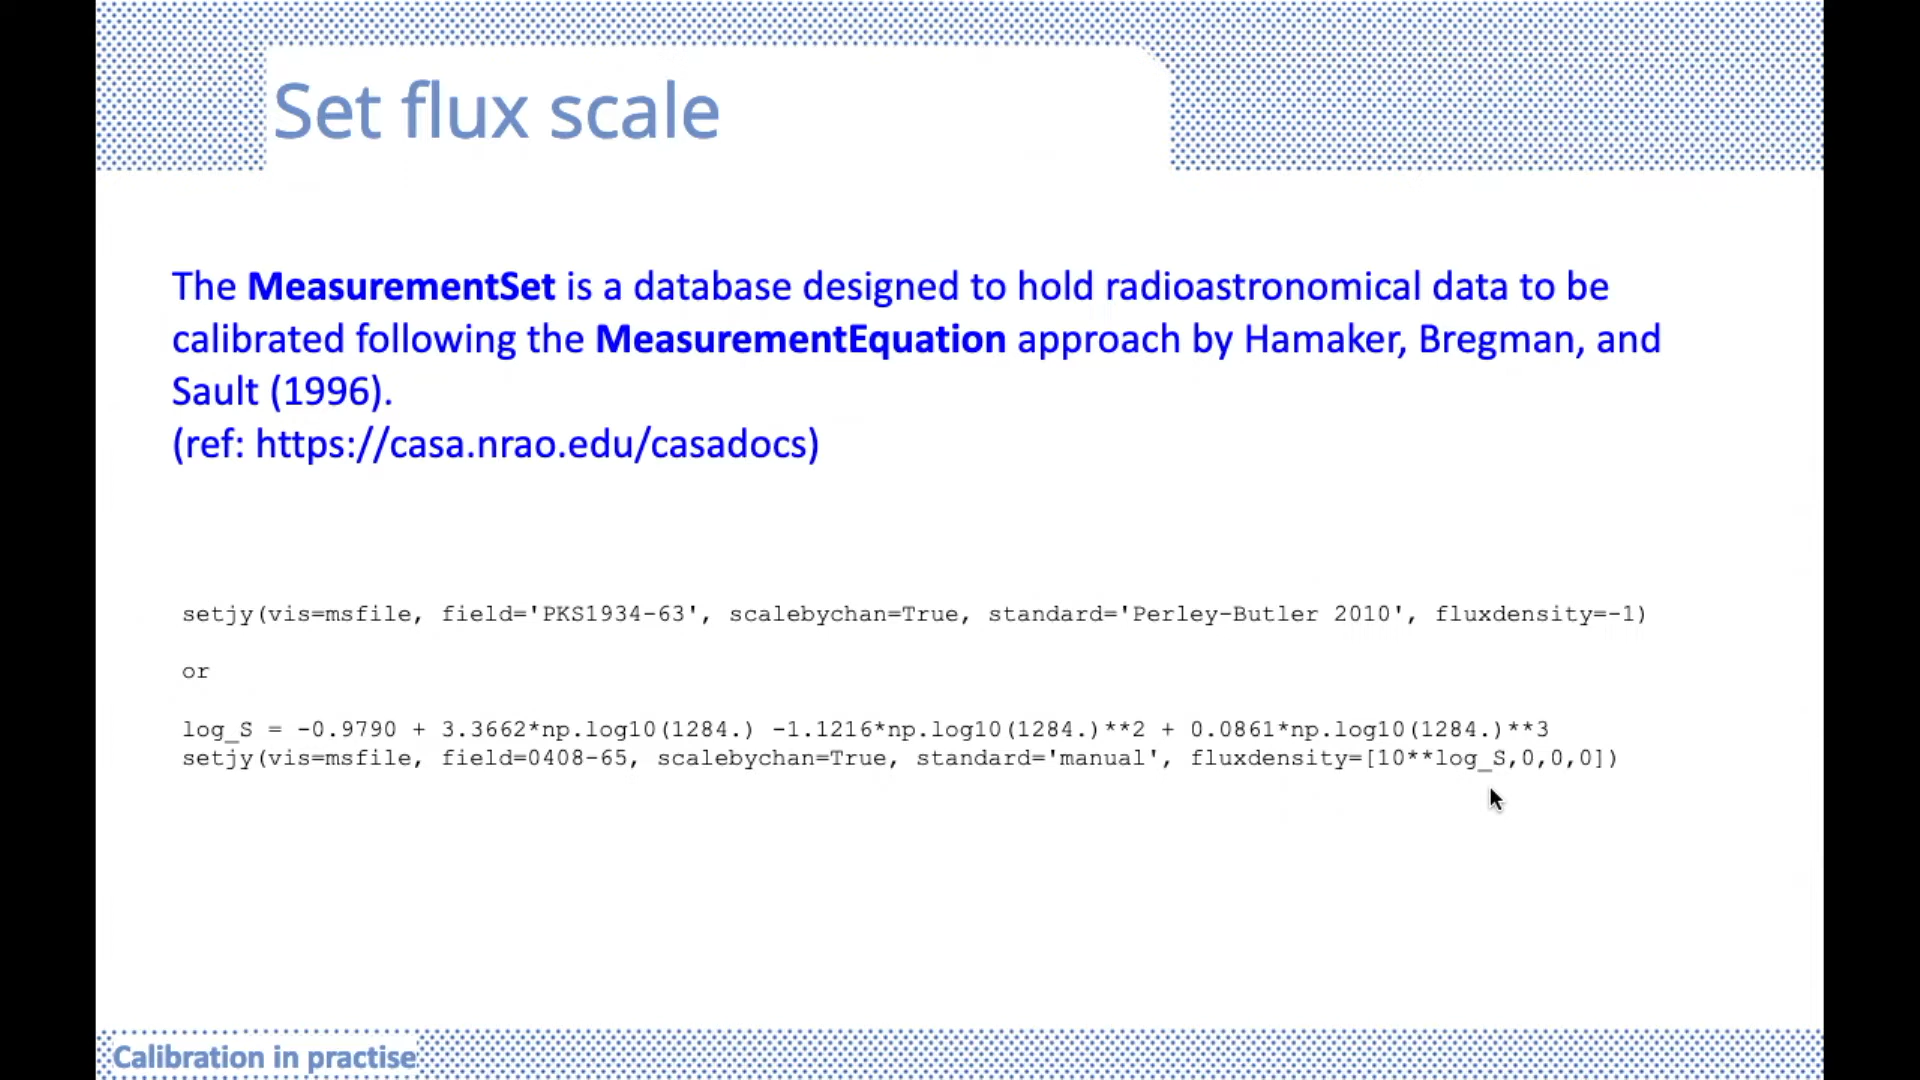 Set flux scale
The MeasurementSet is a database designed to hold radioastronomical data to be
calibrated following the MeasurementEquation approach by Hamaker, Bregman, and
Sault (1996).
(ref: https://casa.nrao.edu/casadocs)
setjy(vis=msfile, field='PKS1934-63', scalebychan=True, standard='Perley-Butler 2010', fluxdensity=-1)
or
log_S = -0.9790 + 3.3662*np.log10(1284.) -1.1216*np.log10(1284.)**2 + 0.0861*np.log10(1284.)**3
setjy(vis=msfile, field=0408-65, scalebychan=True, standard='manual', fluxdensity=[10**log_S,0,0,0])
Calibration in practise